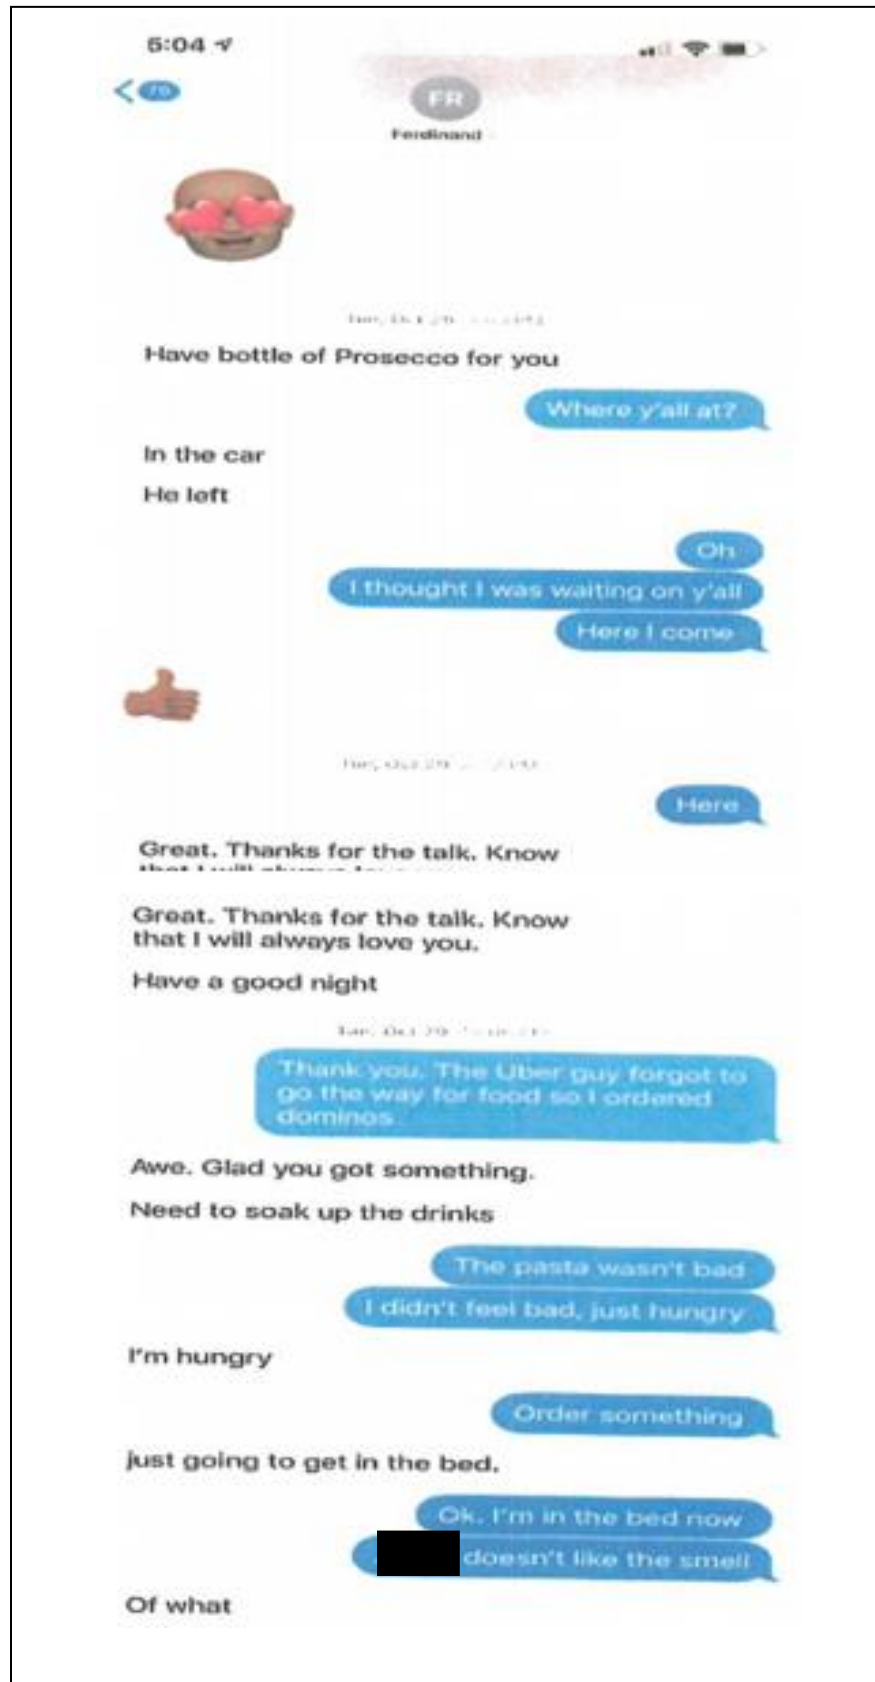 5:04
FR
Ferdinand
Have bottle of Prosecco for you
Where y'all at?
In the car
He left
Oh
I thought I was waiting on y'all
Here I come
Here
Great. Thanks for the talk. Know
Great. Thanks for the talk. Know
that I will always love you.
Have a good night
Thank you. The Uber guy forgot to
go the way for food so I ordered
dominos
Awe. Glad you got something.
Need to soak up the drinks
The pasta wasn't bad
I didn't feel bad, just hungry
I'm hungry
Order something
just going to get in the bed.
Ok. I'm in the bed now
doesn't like the smell
Of what